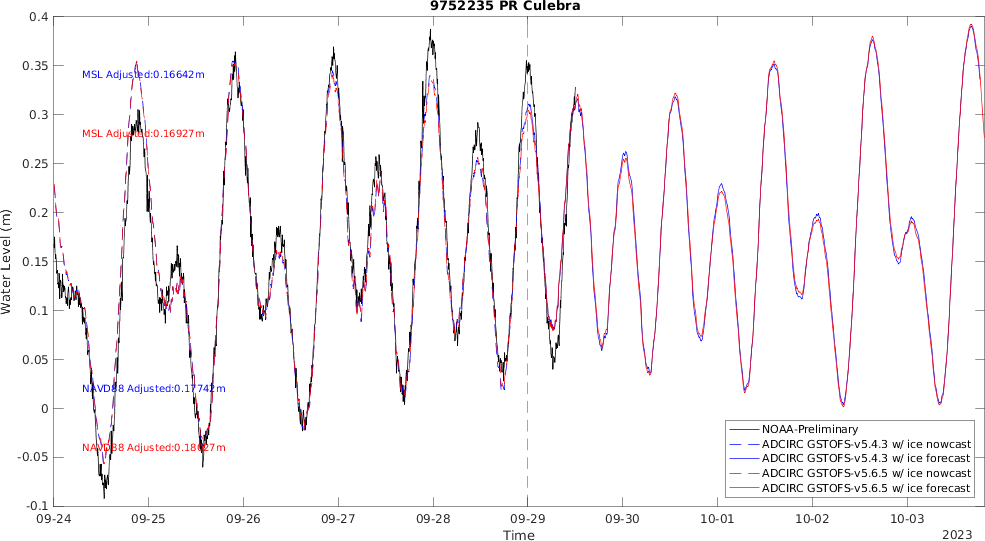 9752235 PR Culebra
Water Level (m)
0.4
0.35
0.3
0.25
0.2
0.15
0.1
0.05
0
-0.05
-0.1
MSL Adjusted:0.16642m
MSL Adjusted:0.16927m
NAVD88 Adjusted:0.17742m
NAVD88 Adjusted:0.18027m
NOAA-Preliminary
ADCIRC GSTOFS-v5.4.3 w/ ice nowcast
ADCIRC GSTOFS-v5.4.3 w/ ice forecast
ADCIRC GSTOFS-v5.6.5 w/ ice nowcast
ADCIRC GSTOFS-v5.6.5 w/ ice forecast
09-24 09-25 09-26 09-27 09-28 09-29 09-30 10-01 10-02 10-03
Time
2023